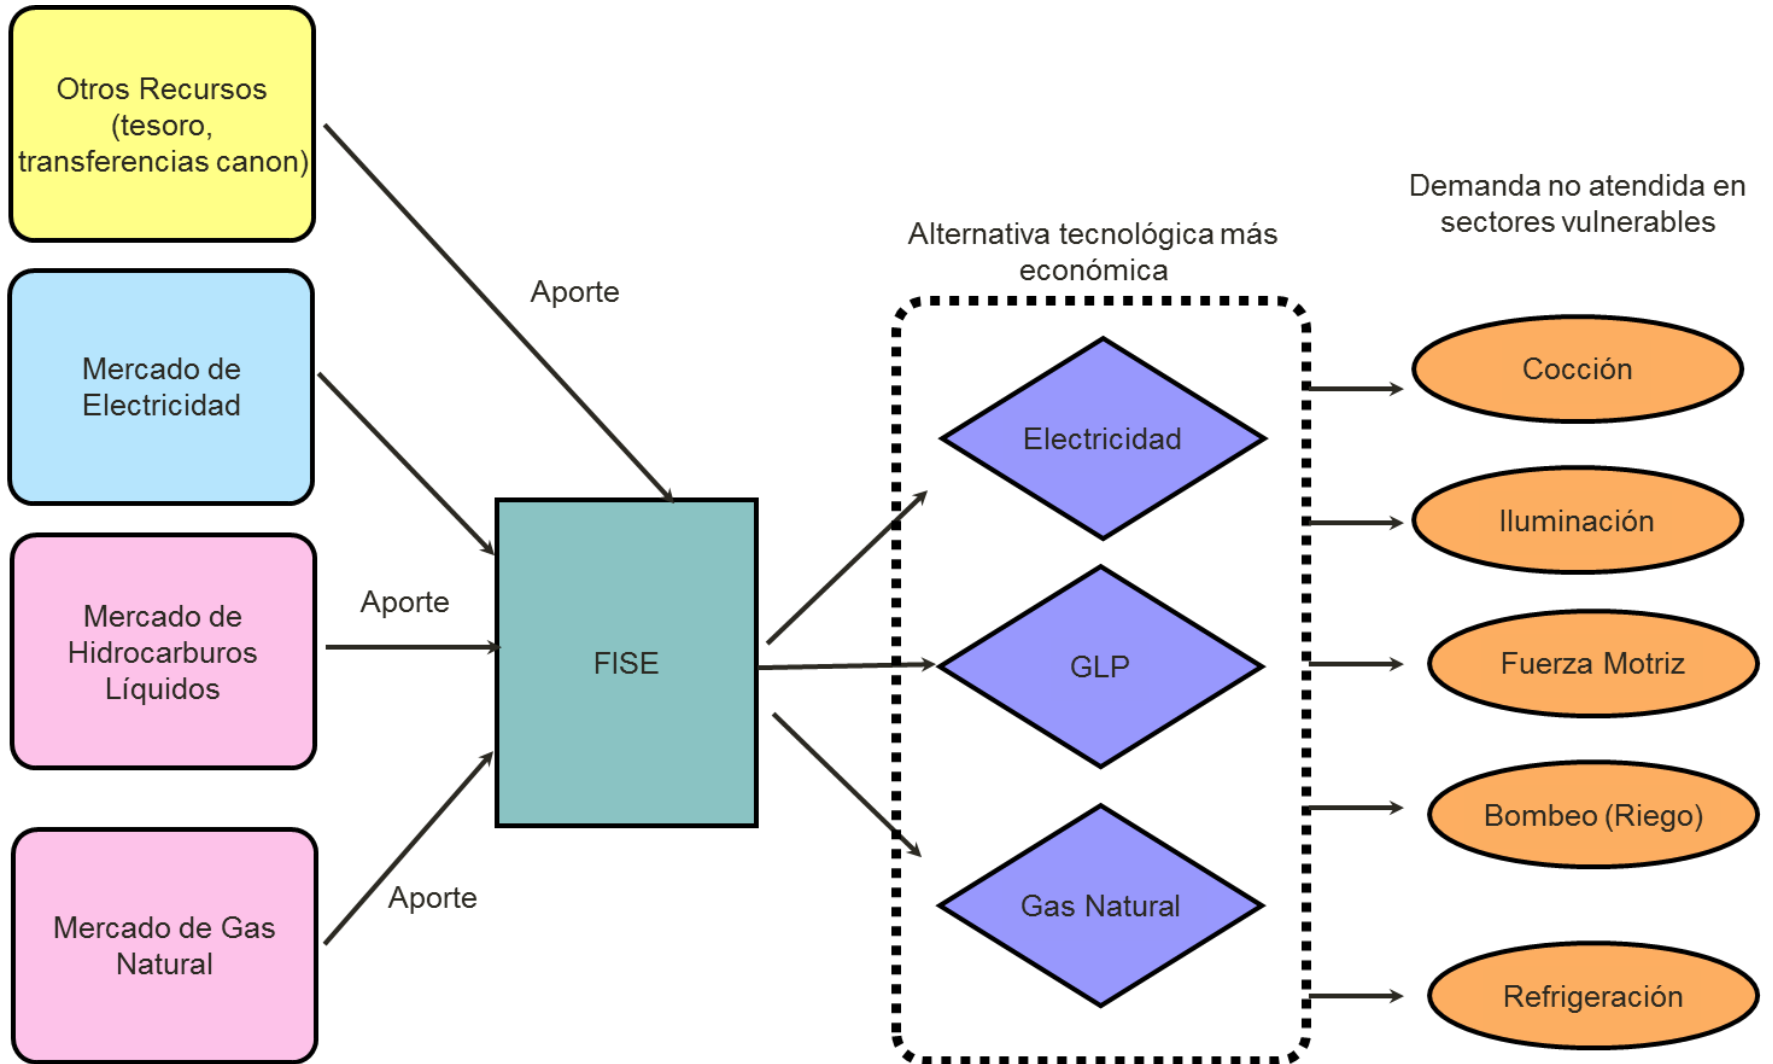 Otros Recursos
(tesoro,
transferencias canon)
Mercado de
Electricidad
Mercado de
Hidrocarburos
Líquidos
Mercado de Gas
Natural
Aporte
Aporte
Aporte
FISE
Alternativa tecnológica más
económica
Electricidad
GLP
Gas Natural
Demanda no atendida en
sectores vulnerables
Cocción
Iluminación
Fuerza Motriz
Bombeo (Riego)
Refrigeración